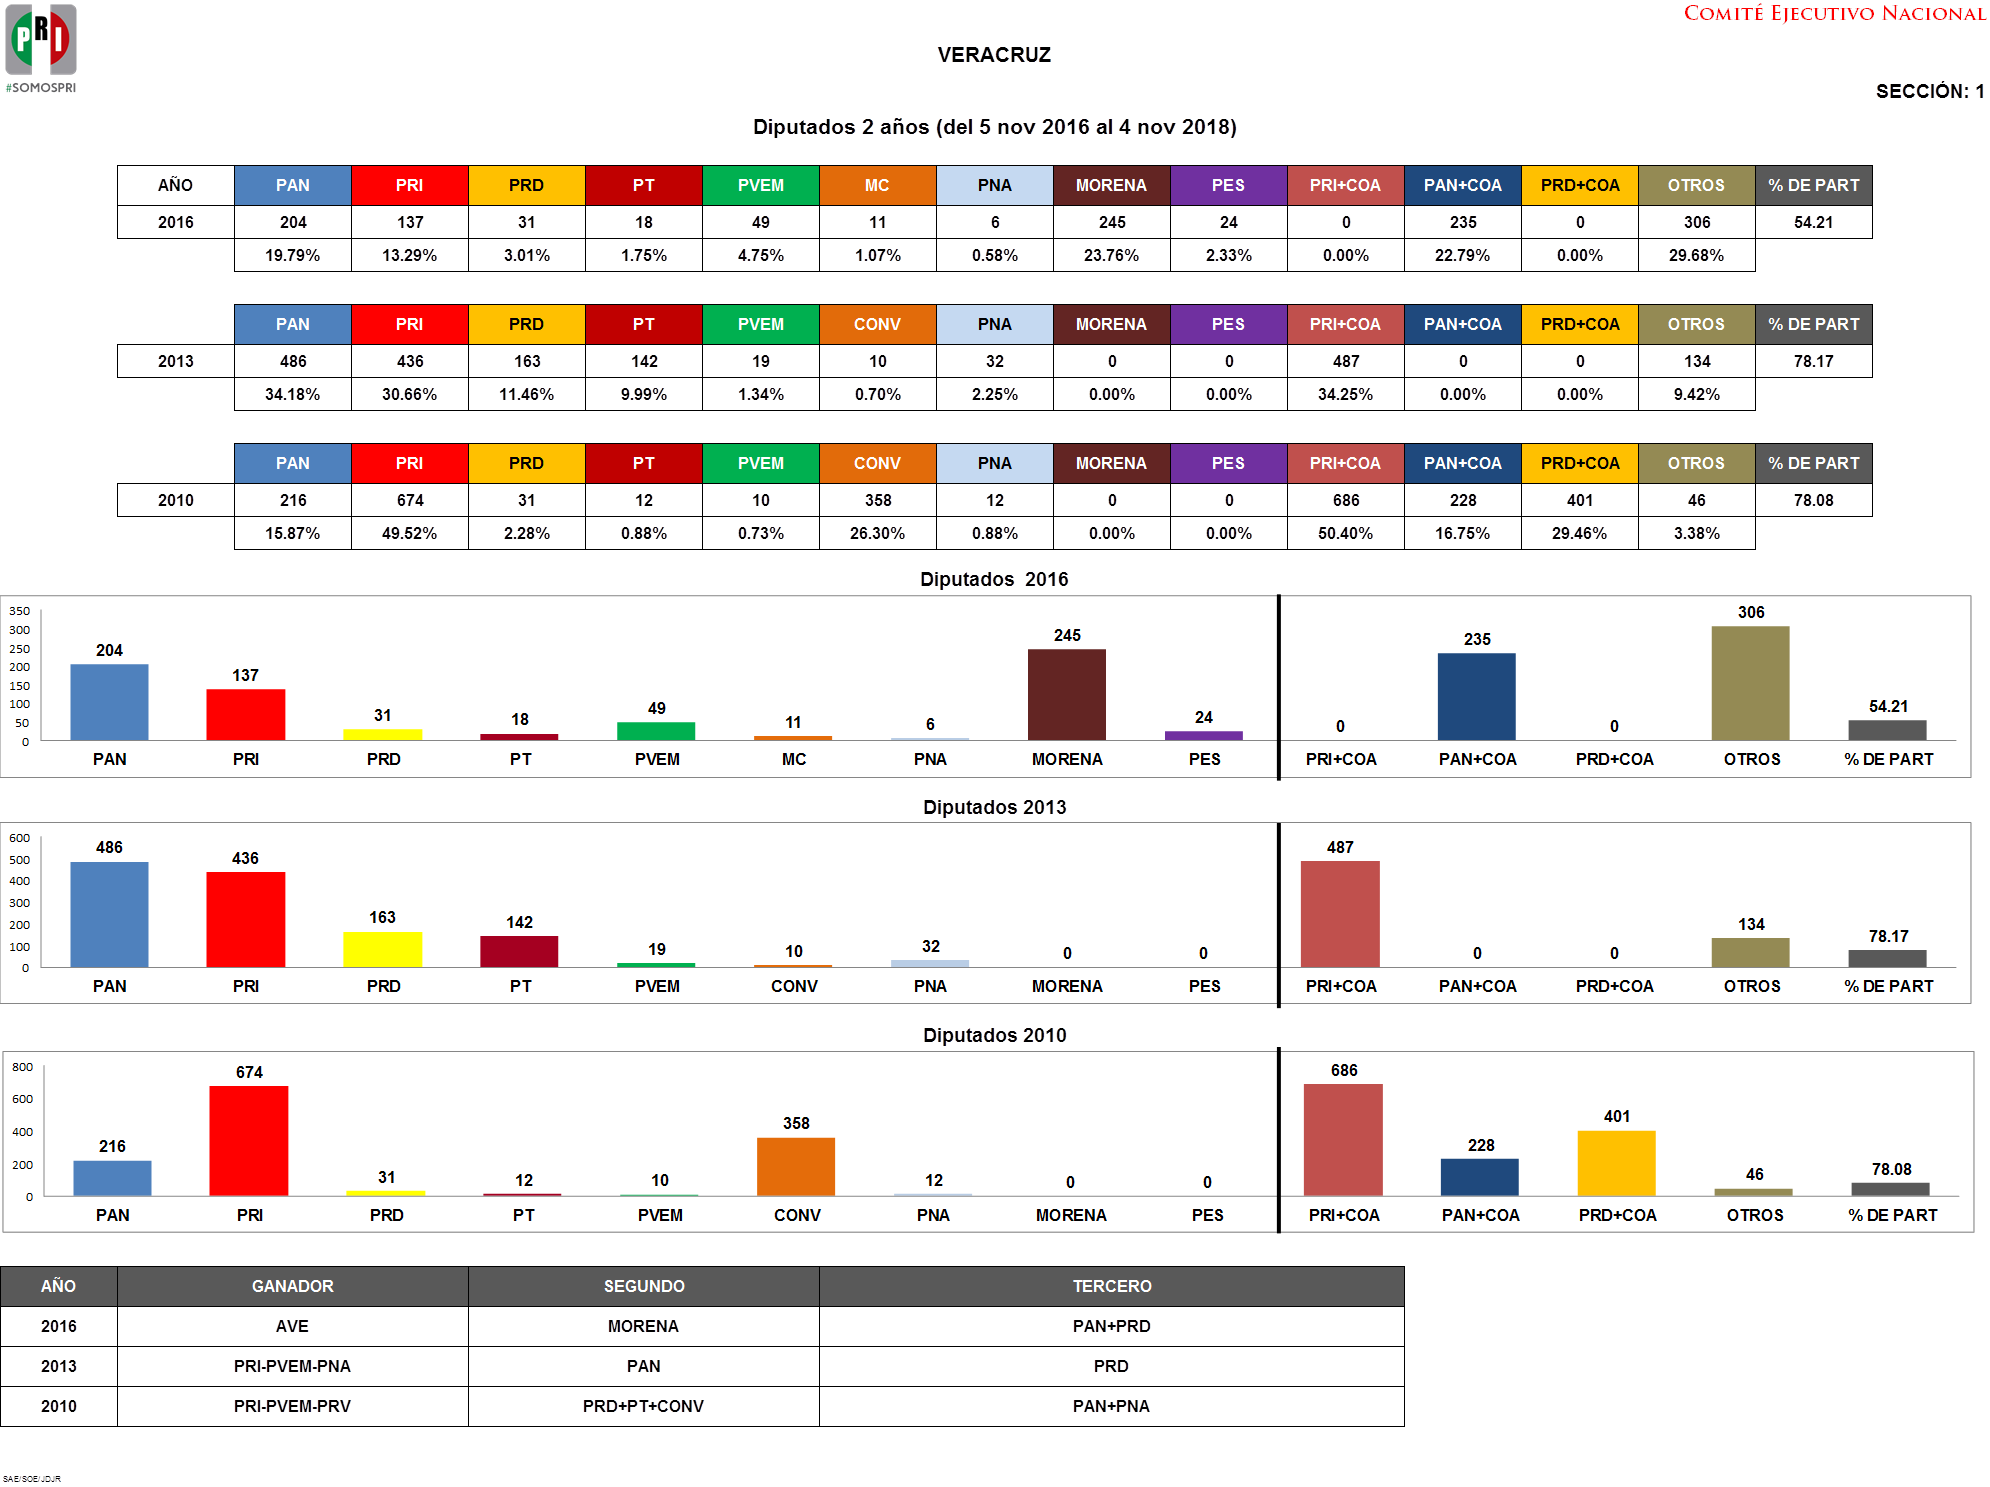 PRI
#SOMOSPRI
COMITÉ EJECUTIVO NACIONAL
VERACRUZ
SECCIÓN: 1
Diputados 2 años (del 5 nov 2016 al 4 nov 2018)
AÑO PAN PRI PRD PT PVEM MC PNA MORENA PES PRI+COA PAN+COA PRD+COA OTROS % DE PART
2016 204 137 31 18 49 11 6 245 24 0 235 0 306 54.21
19.79% 13.29% 3.01% 1.75% 4.75% 1.07% 0.58% 23.76% 2.33% 0.00% 22.79% 0.00% 29.68%
PAN PRI PRD PT PVEM CONV PNA MORENA PES PRI+COA PAN+COA PRD+COA OTROS % DE PART
2013 486 436 163 142 19 10 32 0 0 487 0 0 134 78.17
34.18% 30.66% 11.46% 9.99% 1.34% 0.70% 2.25% 0.00% 0.00% 34.25% 0.00% 0.00% 9.42%
PAN PRI PRD PT PVEM CONV PNA MORENA PES PRI+COA PAN+COA PRD+COA OTROS % DE PART
2010 216 674 31 12 10 358 12 0 0 686 228 401 46 78.08
15.87% 49.52% 2.28% 0.88% 0.73% 26.30% 0.88% 0.00% 0.00% 50.40% 16.75% 29.46% 3.38%
Diputados 2016
350
300
250
200
150
100
50
0
204 137 31 18 49 11 6 245 24 0 235 0 306 54.21
PAN PRI PRD PT PVEM MC PNA MORENA PES PRI+COA PAN+COA PRD+COA OTROS % DE PART
Diputados 2013
600
500
400
300
200
100
0
486 436 163 142 19 10 32 0 0 487 0 0 134 78.17
PAN PRI PRD PT PVEM CONV PNA MORENA PES PRI+COA PAN+COA PRD+COA OTROS % DE PART
Diputados 2010
800
600
400
200
0
216 674 31 12 10 358 12 0 0 686 228 401 46 78.08
PAN PRI PRD PT PVEM CONV PNA MORENA PES PRI+COA PAN+COA PRD+COA OTROS % DE PART
AÑO GANADOR SEGUNDO TERCERO
2016 AVE MORENA PAN+PRD
2013 PRI-PVEM-PNA PAN PRD
2010 PRI-PVEM-PRV PRD+PT+CONV PAN+PNA
SAE/SOE/JDJR